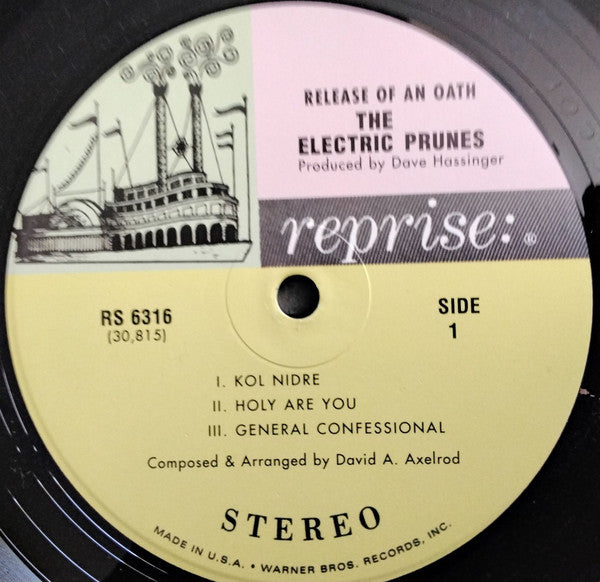 RELEASE OF AN OATH
THE
ELECTRIC PRUNES
Produced by Dave Hassinger
reprise:®
RS 6316
(30,815)
SIDE
1
I. KOL NIDRE
II. HOLY ARE YOU
III. GENERAL CONFESSIONAL
Composed & Arranged by David A. Axelrod
STEREO
MADE IN U.S.A. • WARNER BROS. RECORDS, INC.